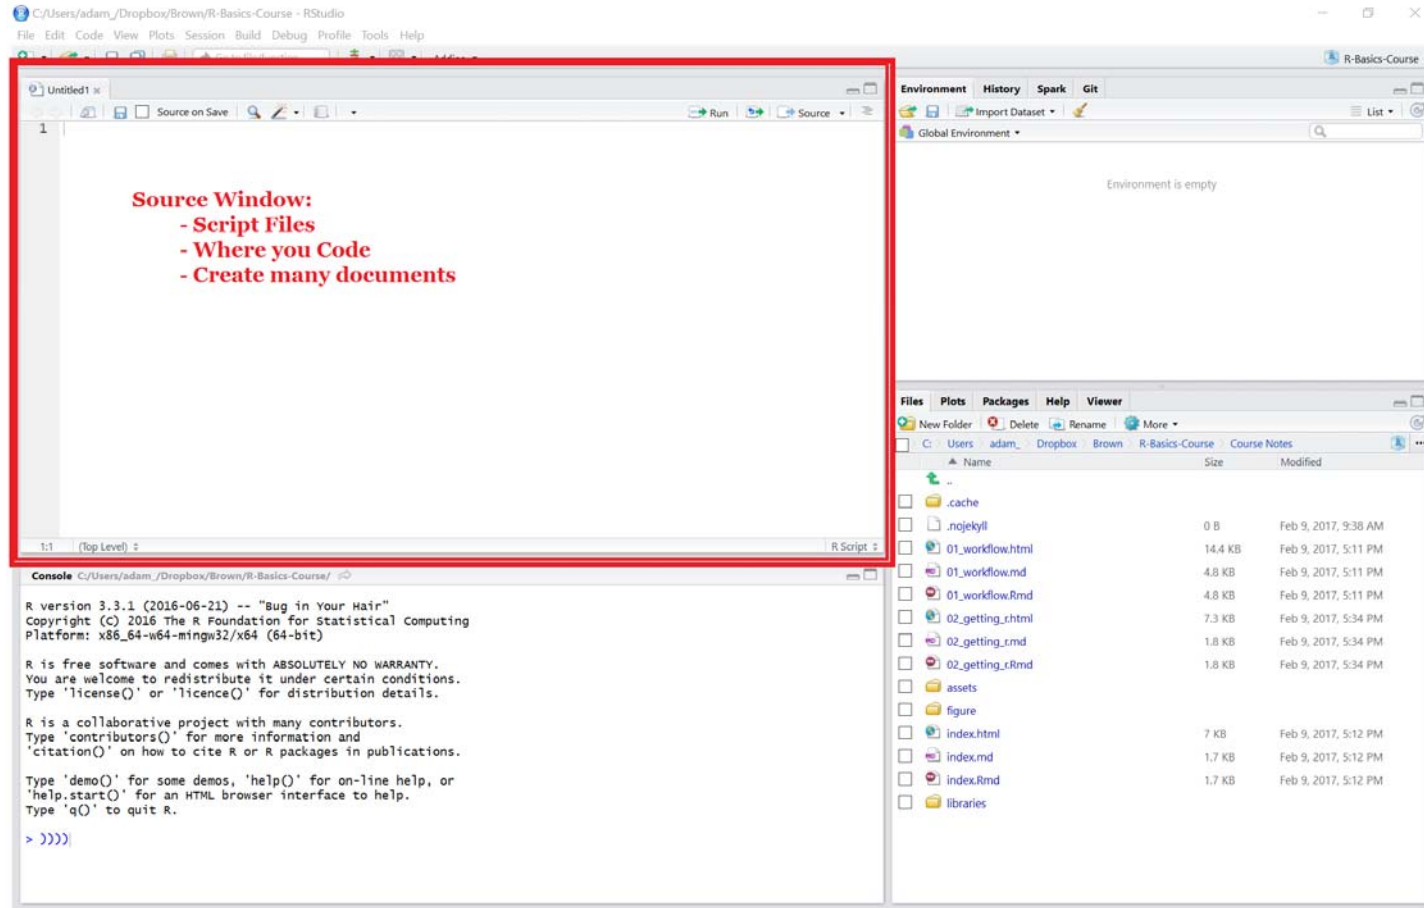 C:/Users/adam_/Dropbox/Brown/R-Basics-Course - RStudio
File Edit Code View Plots Session Build Debug Profile Tools Help
R-Basics-Course
Untitled1
Source on Save Run Source
1
Source Window:
- Script Files
- Where you Code
- Create many documents
1:1 (Top Level) R Script
Console C:/Users/adam_/Dropbox/Brown/R-Basics-Course/
R version 3.3.1 (2016-06-21) -- "Bug in Your Hair"
Copyright (C) 2016 The R Foundation for Statistical Computing
Platform: x86_64-w64-mingw32/x64 (64-bit)
R is free software and comes with ABSOLUTELY NO WARRANTY.
You are welcome to redistribute it under certain conditions.
Type 'license()' or 'licence()' for distribution details.
R is a collaborative project with many contributors.
Type 'contributors()' for more information and
'citation()' on how to cite R or R packages in publications.
Type 'demo()' for some demos, 'help()' for on-line help, or
'help.start()' for an HTML browser interface to help.
Type 'q()' to quit R.
> ))))
Environment History Spark Git
Import Dataset List
Global Environment
Environment is empty
Files Plots Packages Help Viewer
New Folder Delete Rename More
C: Users adam_ Dropbox Brown R-Basics-Course Course Notes
Name Size Modified
..
.cache
.nojekyll 0 B Feb 9, 2017, 9:38 AM
01_workflow.html 14.4 KB Feb 9, 2017, 5:11 PM
01_workflow.md 4.8 KB Feb 9, 2017, 5:11 PM
01_workflow.Rmd 4.8 KB Feb 9, 2017, 5:11 PM
02_getting_r.html 7.3 KB Feb 9, 2017, 5:34 PM
02_getting_r.md 1.8 KB Feb 9, 2017, 5:34 PM
02_getting_r.Rmd 1.8 KB Feb 9, 2017, 5:34 PM
assets
figure
index.html 7 KB Feb 9, 2017, 5:12 PM
index.md 1.7 KB Feb 9, 2017, 5:12 PM
index.Rmd 1.7 KB Feb 9, 2017, 5:12 PM
libraries